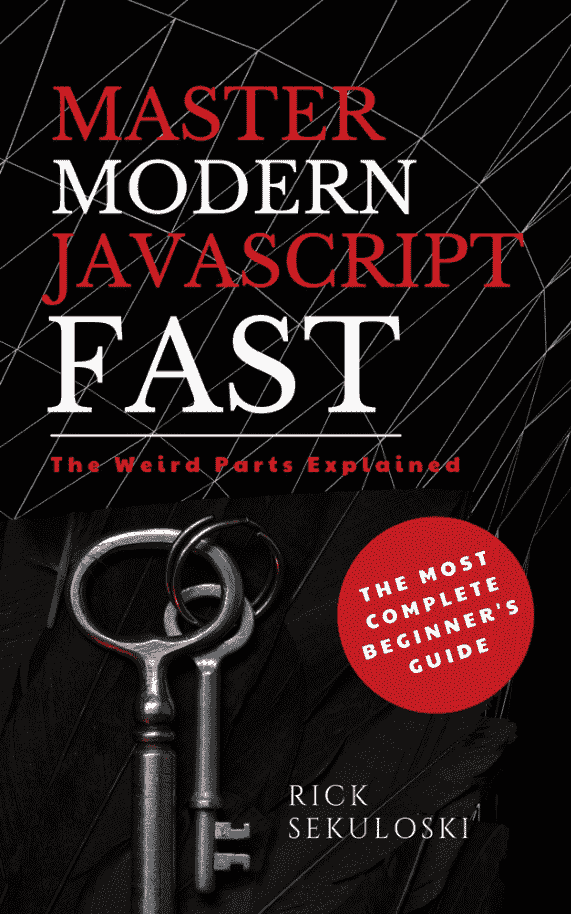 MASTER
MODERN
JAVASCRIPT
FAST
The Weird Parts Explained
THE MOST
COMPLETE
BEGINNER'S
GUIDE
RICK
SEKULOSKI